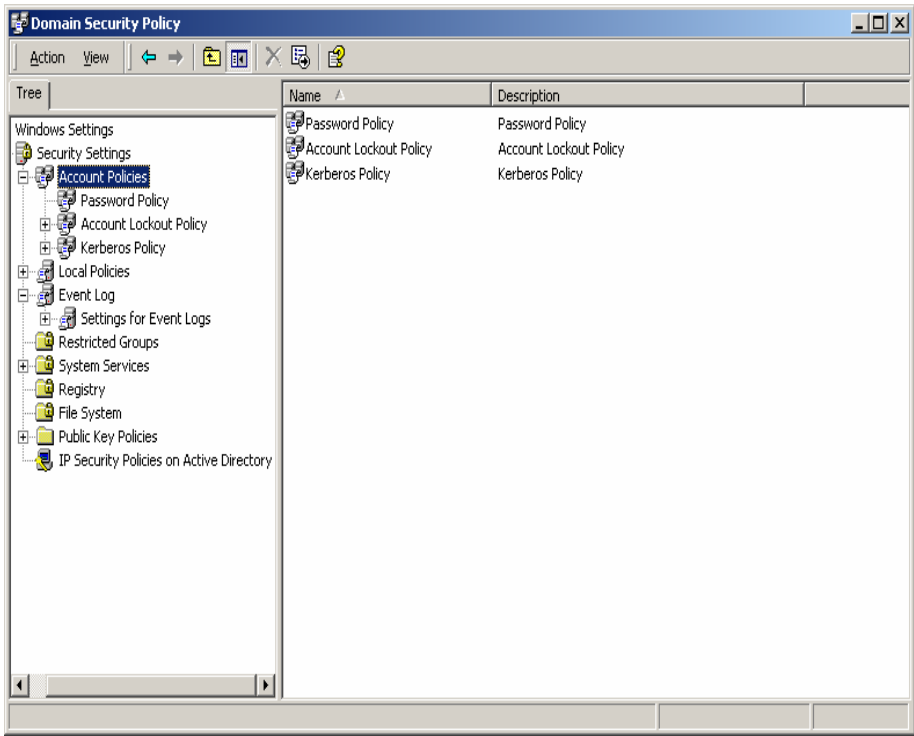 Domain Security Policy
Action View
Tree
Name Description
Windows Settings
Security Settings
Account Policies
Password Policy
Account Lockout Policy
Kerberos Policy
Local Policies
Event Log
Settings for Event Logs
Restricted Groups
System Services
Registry
File System
Public Key Policies
IP Security Policies on Active Directory
Password Policy Password Policy
Account Lockout Policy Account Lockout Policy
Kerberos Policy Kerberos Policy